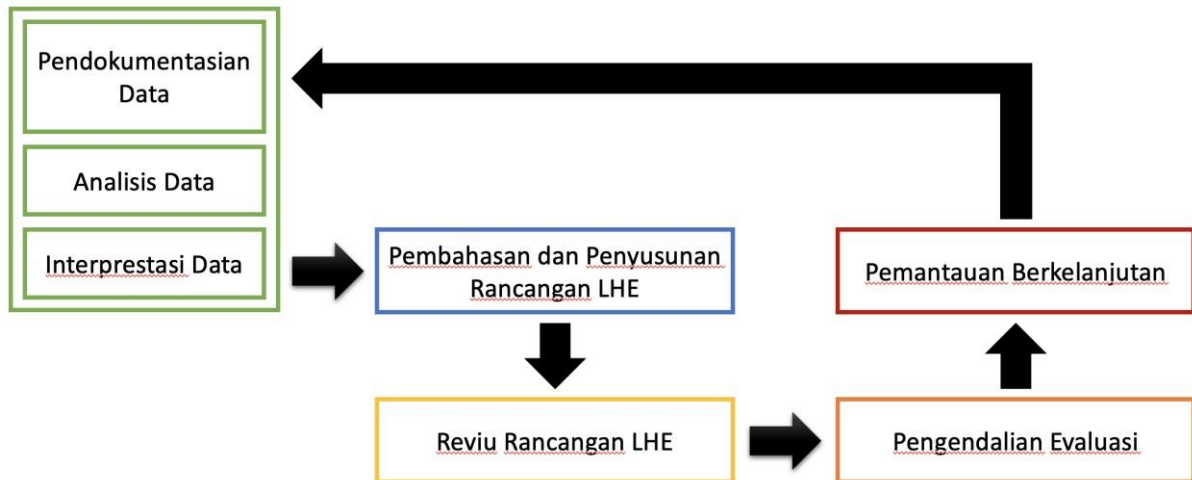 Pendokumentasian
Data
Analisis Data
Interprestasi Data
Pembahasan dan Penyusunan
Rancangan LHE
Reviu Rancangan LHE
Pengendalian Evaluasi
Pemantauan Berkelanjutan